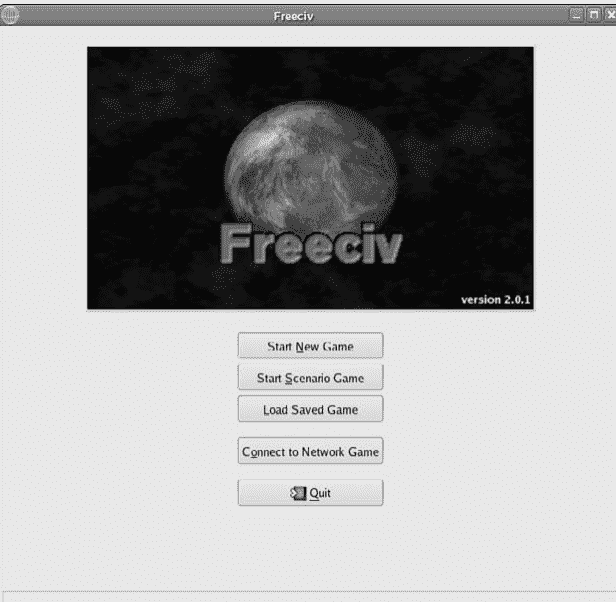 Freeciv
Freeciv
version 2.0.1
Start New Game
Start Scenario Game
Load Saved Game
Connect to Network Game
Quit